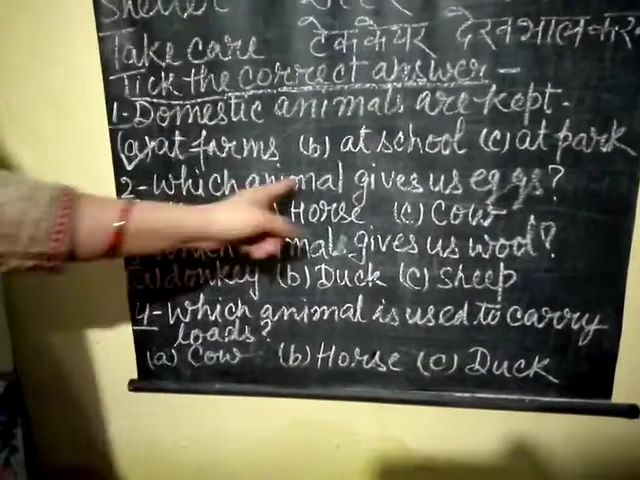 Shelter
Take care टेक केयर देखभाल कर
Tick the correct answer-
1-Domestic animals are kept-
(a) at farms (b) at school (c) at park
2-which animal gives us eggs?
Horse (c) Cow
gives us wool?
(a) donkey (b) Duck (c) Sheep
4-which animal is used to carry
loads?
(a) Cow (b) Horse (c) Duck